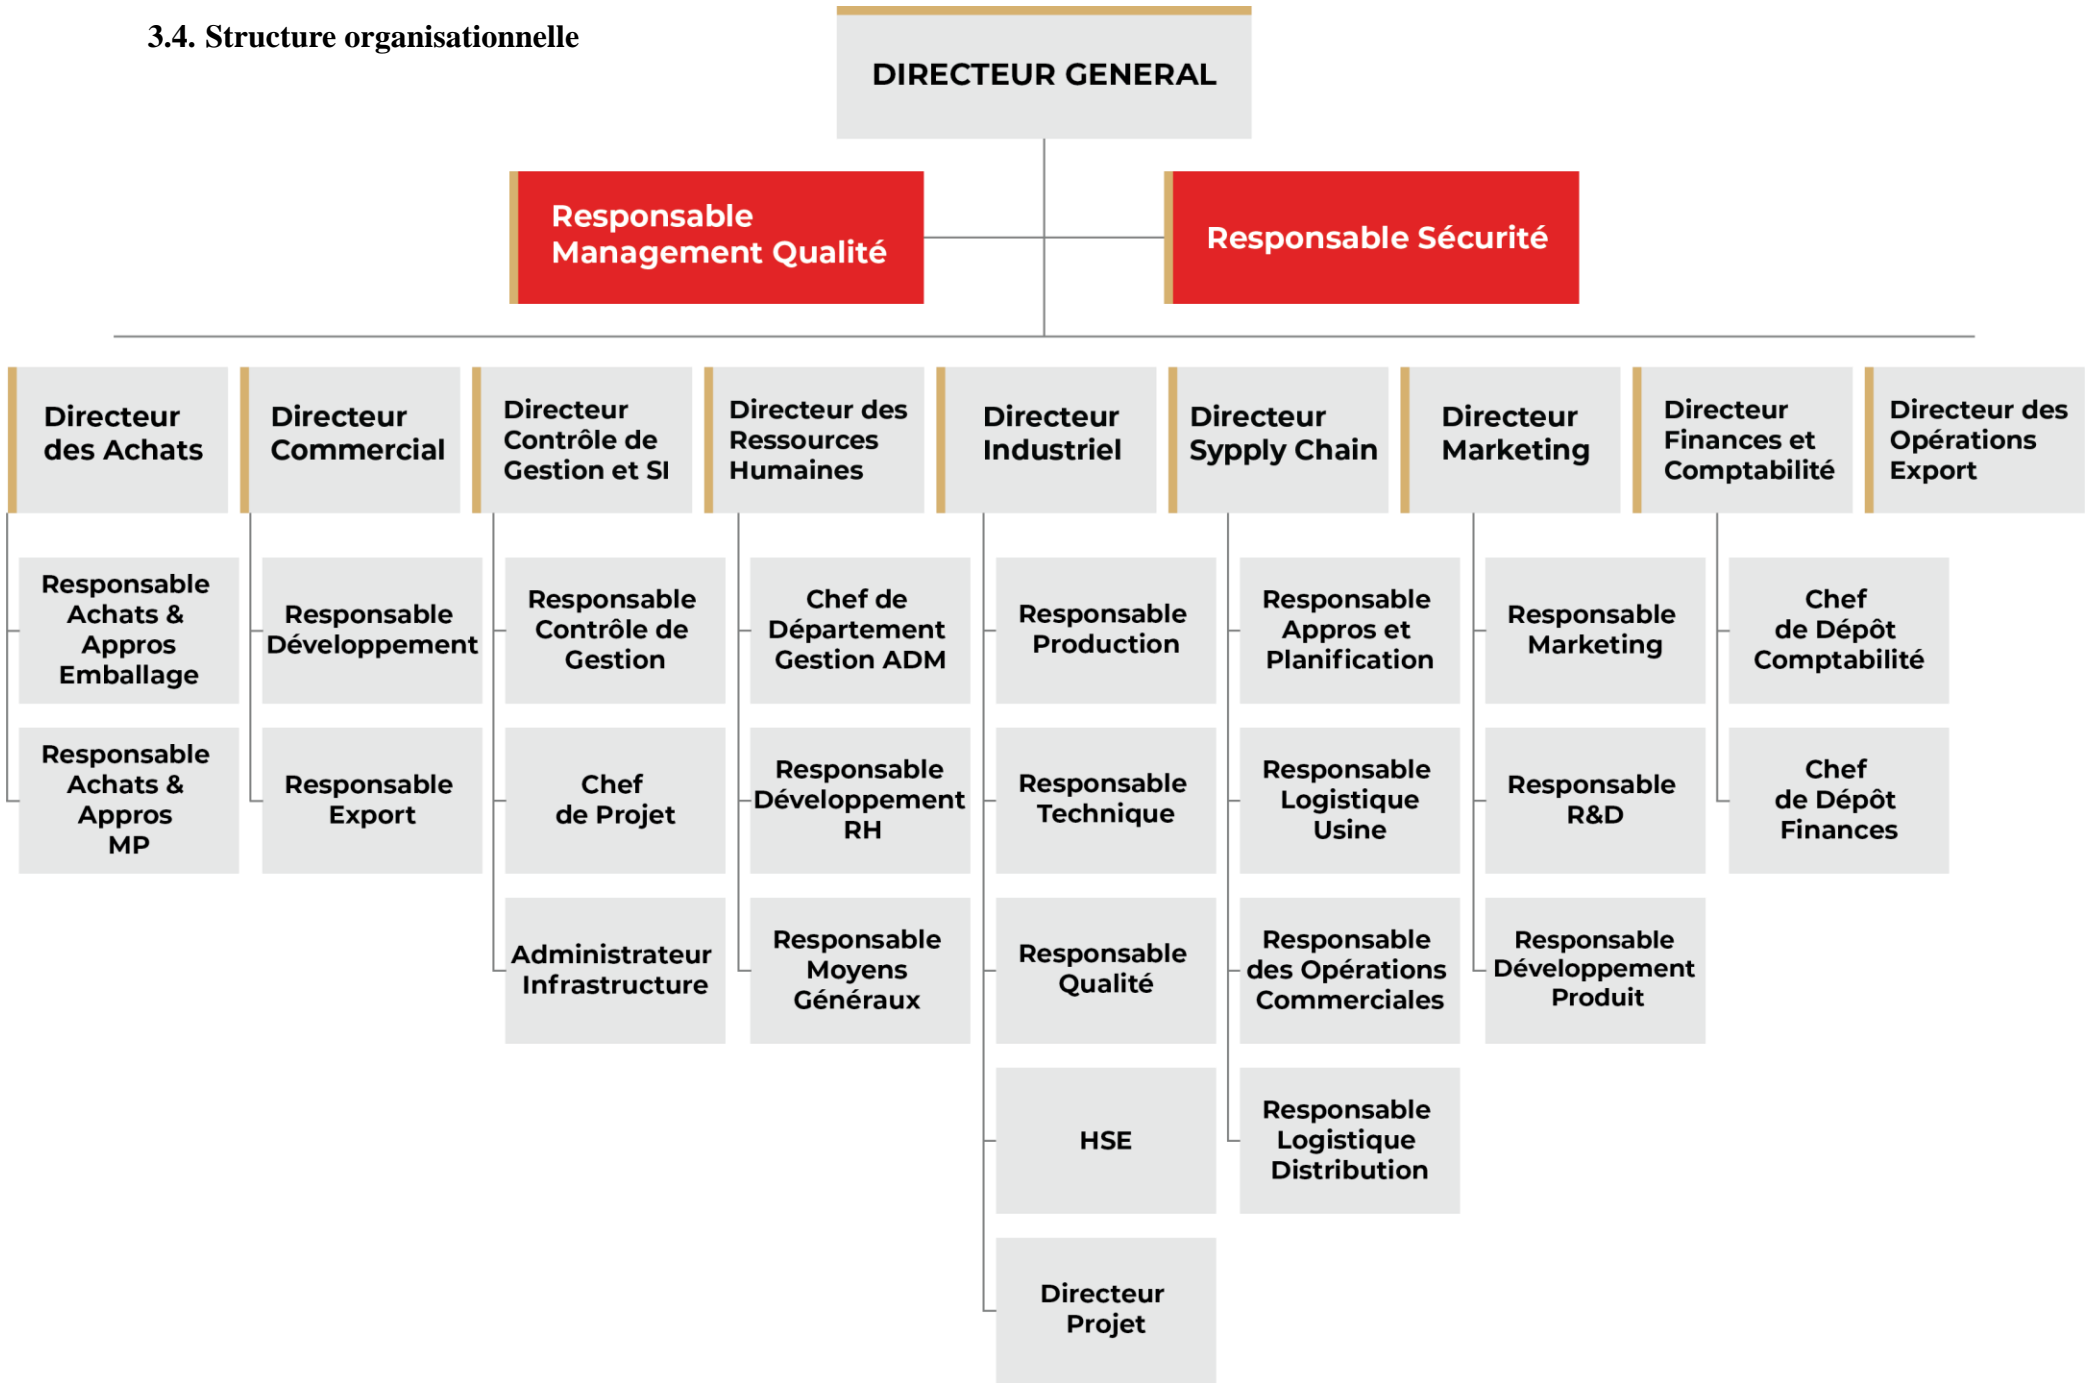 3.4. Structure organisationnelle
DIRECTEUR GENERAL
Responsable
Management Qualité
Responsable Sécurité
Directeur
des Achats
Directeur
Commercial
Directeur
Contrôle de
Gestion et SI
Directeur des
Ressources
Humaines
Directeur
Industriel
Directeur
Sypply Chain
Directeur
Marketing
Directeur
Finances et
Comptabilité
Directeur des
Opérations
Export
Responsable
Achats &
Appros
Emballage
Responsable
Développement
Responsable
Contrôle de
Gestion
Chef de
Département
Gestion ADM
Responsable
Production
Responsable
Appros et
Planification
Responsable
Marketing
Chef
de Dépôt
Comptabilité
Responsable
Achats &
Appros
MP
Responsable
Export
Chef
de Projet
Responsable
Développement
RH
Responsable
Technique
Responsable
Logistique
Usine
Responsable
R&D
Chef
de Dépôt
Finances
Administrateur
Infrastructure
Responsable
Moyens
Généraux
Responsable
Qualité
Responsable
des Opérations
Commerciales
Responsable
Développement
Produit
HSE
Responsable
Logistique
Distribution
Directeur
Projet